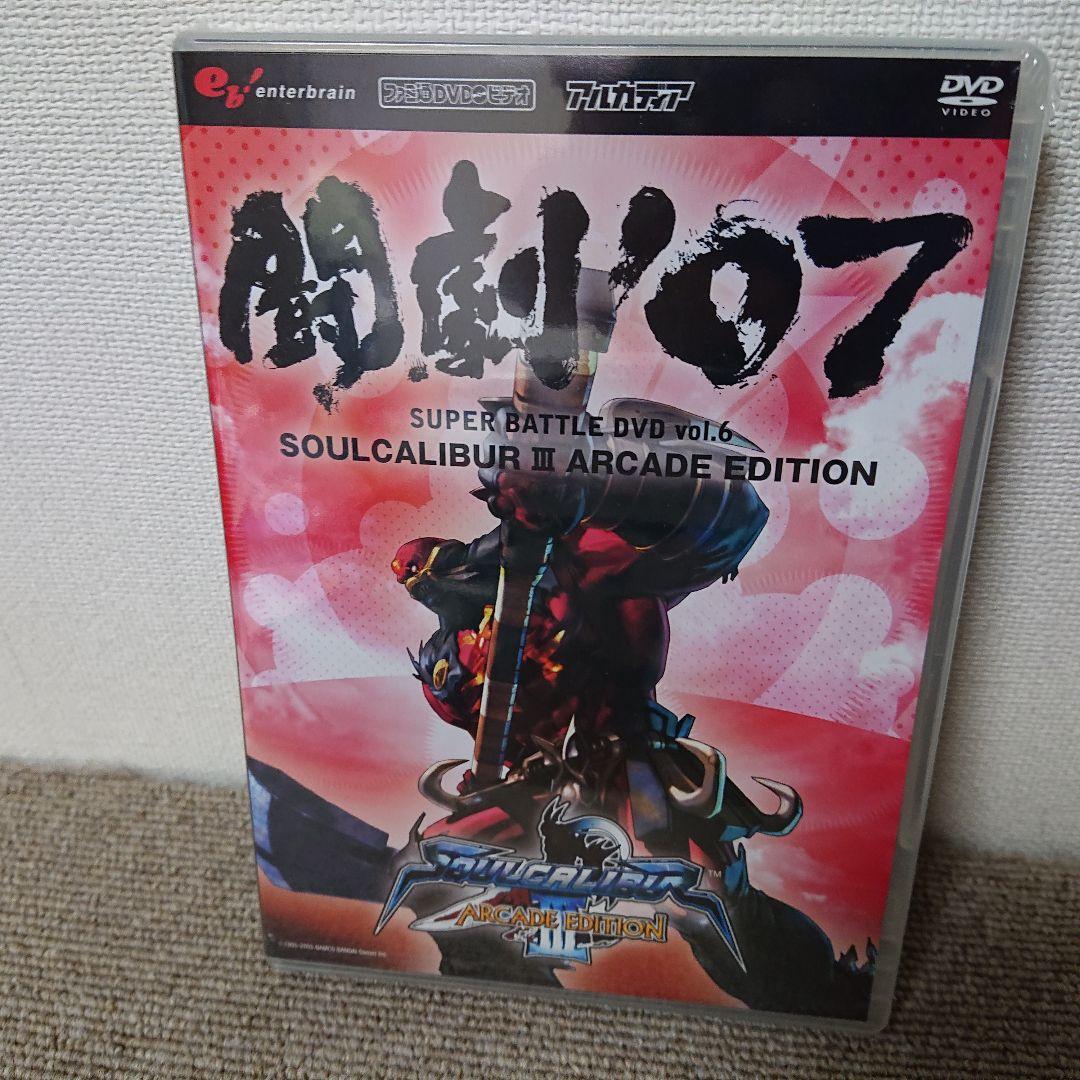 eb! enterbrain ファミ通DVDビデオ アルカディア DVD VIDEO
闘劇'07
SUPER BATTLE DVD vol.6
SOULCALIBUR III ARCADE EDITION
SOULCALIBUR™
III
ARCADE EDITION